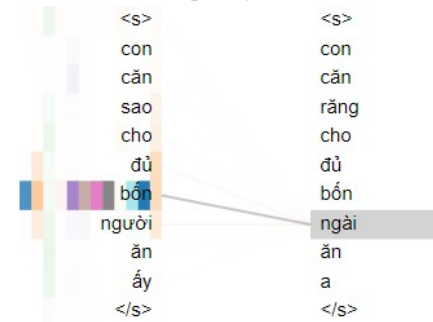 <s> <s>
con con
căn căn
sao răng
cho cho
đủ đủ
bốn bốn
người ngài
ăn ăn
ấy a
</s> </s>